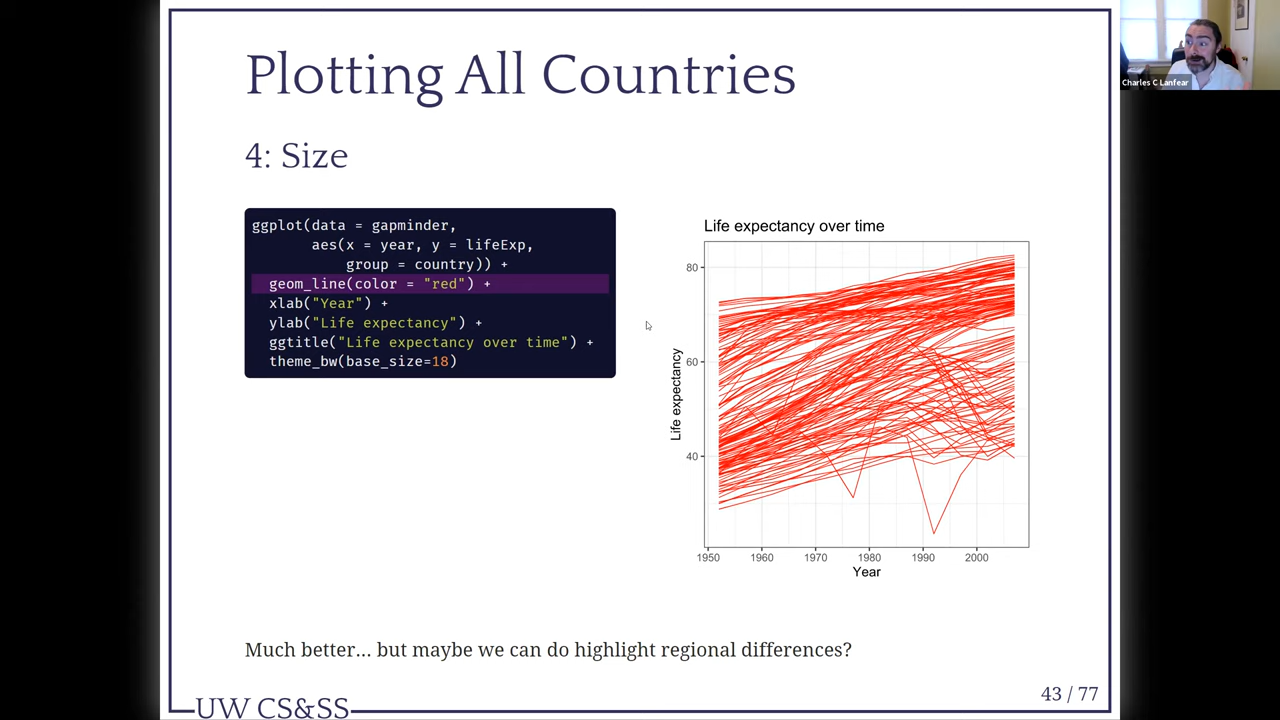 Plotting All Countries
4: Size
ggplot(data = gapminder,
aes(x = year, y = lifeExp,
group = country)) +
geom_line(color = "red") +
xlab("Year") +
ylab("Life expectancy") +
ggtitle("Life expectancy over time") +
theme_bw(base_size=18)
Life expectancy over time
80
60
40
Life expectancy
1950 1960 1970 1980 1990 2000
Year
Much better... but maybe we can do highlight regional differences?
43 / 77
UW CS&SS
Charles C Lanfear